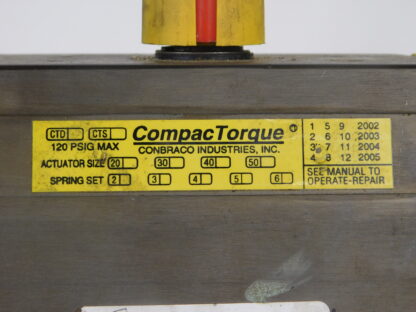 CTD CTS CompacTorque
120 PSIG MAX CONBRACO INDUSTRIES, INC.
ACTUATOR SIZE 20 30 40 50
SPRING SET 2 3 4 5 6
1 5 9 2002
2 6 10 2003
3 7 11 2004
4 8 12 2005
SEE MANUAL TO
OPERATE-REPAIR